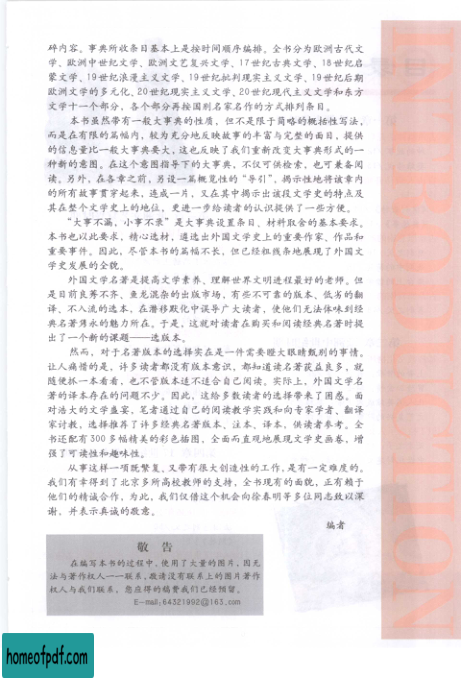 碎内容。事典所收条目基本上是按时间顺序编排。全书分为欧洲古代文
学、欧洲中世纪文学、欧洲文艺复兴文学、17世纪古典文学、18世纪启
蒙文学、19世纪浪漫主义文学、19世纪批判现实主义文学、19世纪后期
欧洲文学的多元化、20世纪现实主义文学、20世纪现代主义文学和东方
文学十一个部分，各个部分再按国别名家名作的方式排列条目。
本书虽然带有一般大事典的性质，但不是限于简略的概括性写法，
而是在有限的篇幅内，较为充分地反映故事的丰富与完整的面目，提供
的信息量比一般大事典要大，这也反映了我们重新改变大事典形式的一
种新的意图。在这个意图指导下的大事典，不仅可供检索，也可兼备阅
读。另外，在各章之前，另设一篇概览性的“导引”，揭示性地将该章内
的所有故事贯穿起来，连成一片，又在其中揭示出该段文学史的特点及
其在整个文学史上的地位，更进一步给读者的认识提供了一些方便。
“大事不漏，小事不录”是大事典设置条目、材料取舍的基本要求。
本书也以此要求，精心选材，遴选出外国文学史上的重要作家、作品和
重要事件。因此，尽管本书的篇幅不长，但已经粗线条地展现了外国文
学史发展的全貌。
外国文学名著是提高文学素养、理解世界文明进程最好的老师。但
是目前良莠不齐、鱼龙混杂的出版市场，有些不可靠的版本、低劣的翻
译、不入流的选本，在潜移默化中误导广大读者，使他们无法体味到经
典名著隽永的魅力所在。于是，这就对读者在购买和阅读经典名著时提
出了一个新的课题——选版本。
然而，对于名著版本的选择实在是一件需要瞪大眼睛甄别的事情。
让人痛惜的是，许多读者都没有版本意识，都知道读名著获益良多，就
随便抓一本看看，也不管版本适不适合自己阅读。实际上，外国文学名
著的译本存在的问题不少。因此，这给多数读者的选择带来了困惑。面
对浩大的文学盛宴，笔者通过自己的阅读教学实践和向专家学者、翻译
家讨教，选择推荐了许多经典名著版本、注本、译本，供读者参考。全
书还配有300多幅精美的彩色插图，全面而直观地展现文学史画卷，增
强了可读性和趣味性。
从事这样一项既繁复，又带有很大创造性的工作，是有一定难度的。
我们有幸得到了北京多所高校教师的支持，全书现有的面貌，正有赖于
他们的精诚合作，为此，我们仅借这个机会向徐春明等多位同志致以深
谢，并表示真诚的敬意。
编者
敬 告
在编写本书的过程中，使用了大量的图片，因无
法与著作权人一一联系，敬请没有联系上的图片著作
权人与我们联系，您应得的稿费我们已经预留。
E-mail:64321992@163.com
INTRODUCTION
homeofpdf.com